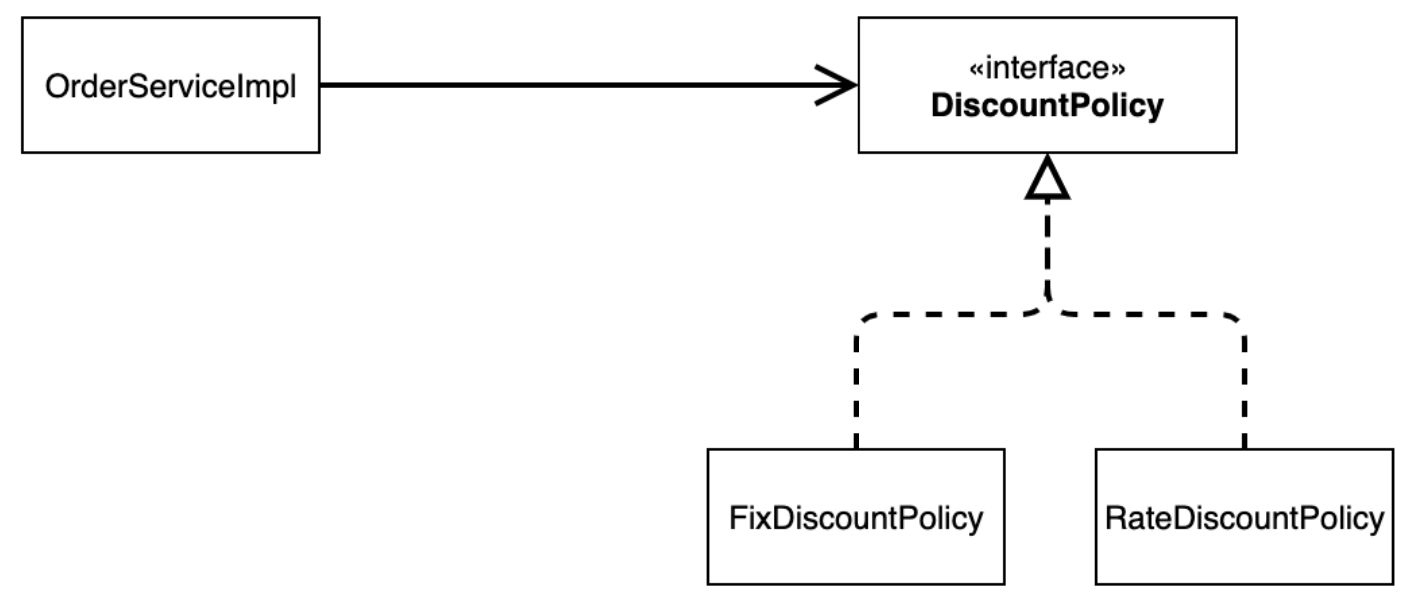 OrderServiceImpl
«interface»
DiscountPolicy
FixDiscountPolicy
RateDiscountPolicy